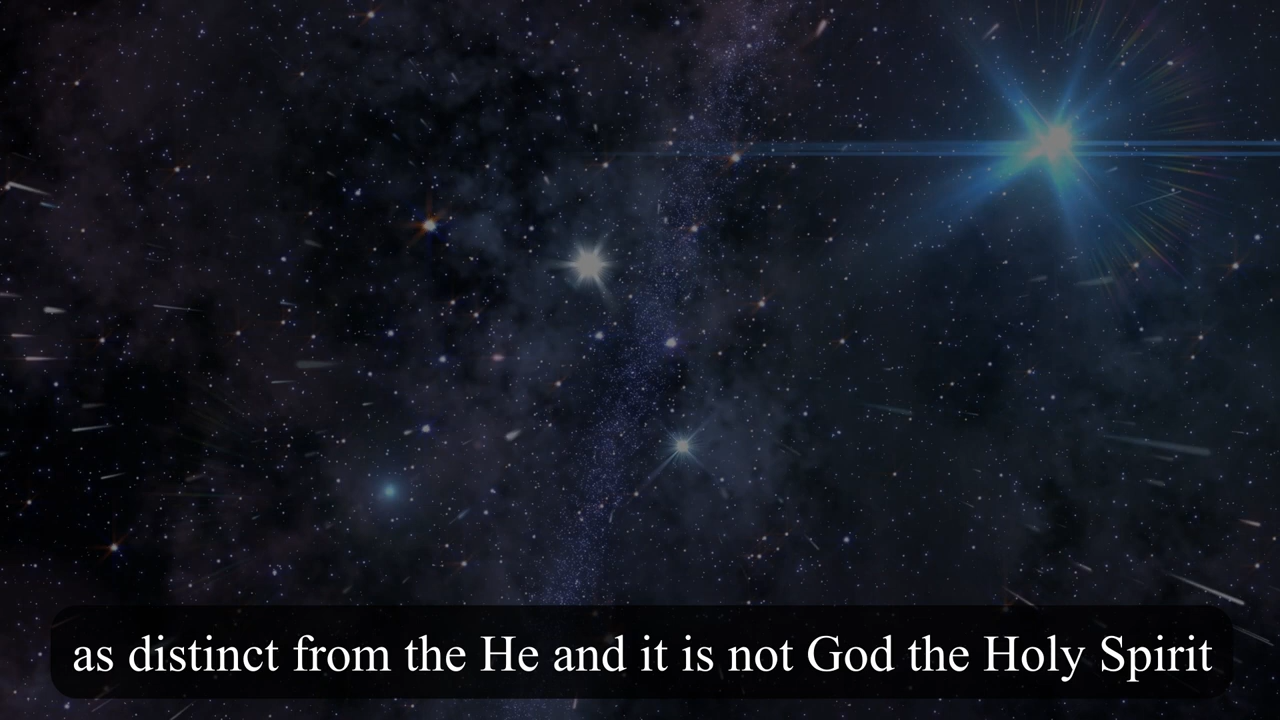 as distinct from the He and it is not God the Holy Spirit